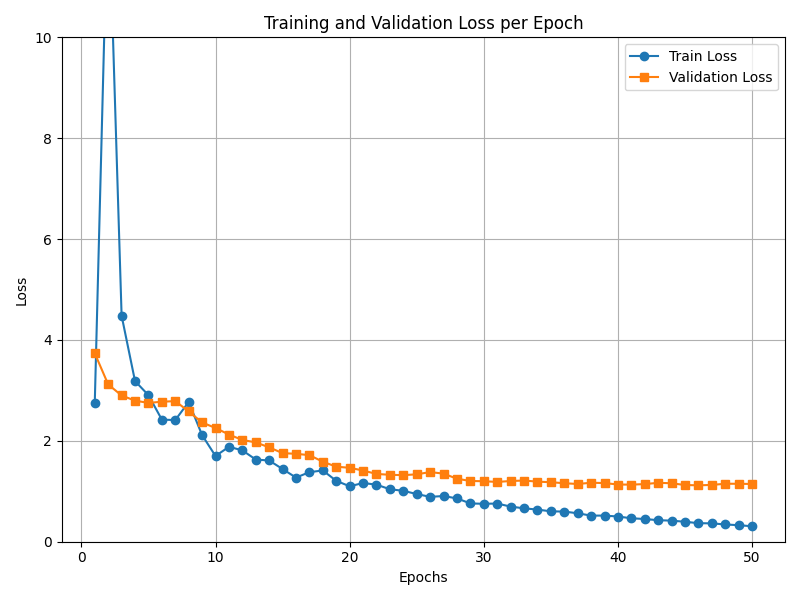 Training and Validation Loss per Epoch
Train Loss
Validation Loss
Loss
10
8
6
4
2
0
0 10 20 30 40 50
Epochs